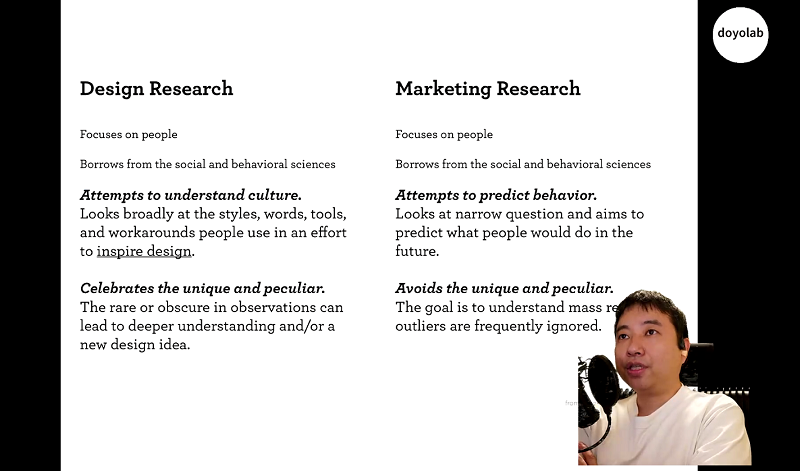 doyolab
Design Research
Focuses on people
Borrows from the social and behavioral sciences
Attempts to understand culture.
Looks broadly at the styles, words, tools,
and workarounds people use in an effort
to inspire design.
Celebrates the unique and peculiar.
The rare or obscure in observations can
lead to deeper understanding and/or a
new design idea.
Marketing Research
Focuses on people
Borrows from the social and behavioral sciences
Attempts to predict behavior.
Looks at narrow question and aims to
predict what people would do in the
future.
Avoids the unique and peculiar.
The goal is to understand mass
outliers are frequently ignored.